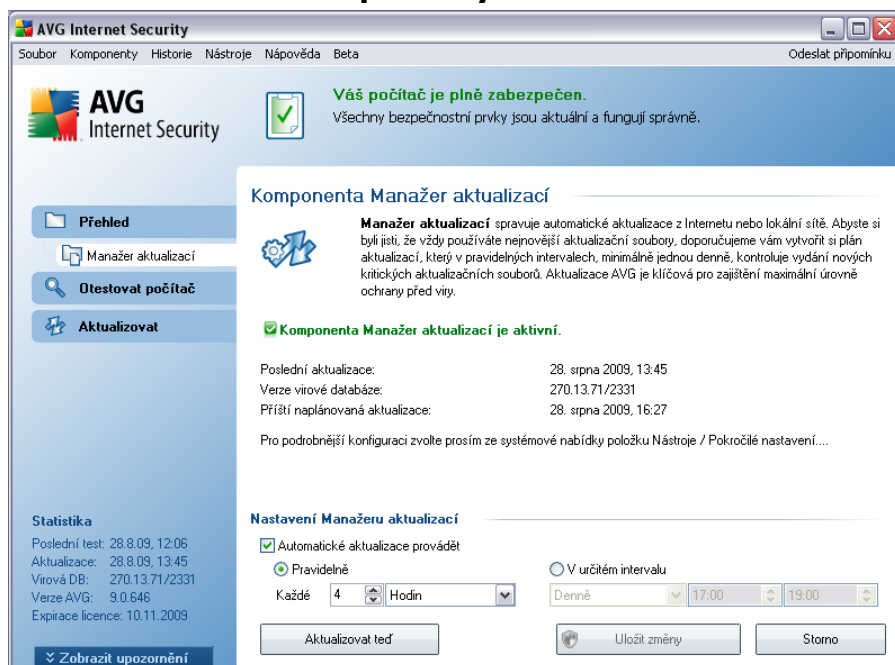 AVG Internet Security
Soubor Komponenty Historie Nástroje Nápověda Beta Odeslat připomínku
AVG
Internet Security
Váš počítač je plně zabezpečen.
Všechny bezpečnostní prvky jsou aktuální a fungují správně.
Přehled
Manažer aktualizací
Otestovat počítač
Aktualizovat
Komponenta Manažer aktualizací
Manažer aktualizací spravuje automatické aktualizace z Internetu nebo lokální sítě. Abyste si
byli jisti, že vždy používáte nejnovější aktualizační soubory, doporučujeme vám vytvořit si plán
aktualizací, který v pravidelných intervalech, minimálně jednou denně, kontroluje vydání nových
kritických aktualizačních souborů. Aktualizace AVG je klíčová pro zajištění maximální úrovně
ochrany před viry.
Komponenta Manažer aktualizací je aktivní.
Poslední aktualizace: 28. srpna 2009, 13:45
Verze virové databáze: 270.13.71/2331
Příští naplánovaná aktualizace: 28. srpna 2009, 16:27
Pro podrobnější konfiguraci zvolte prosím ze systémové nabídky položku Nástroje / Pokročilé nastavení....
Statistika
Poslední test: 28.8.09, 12:06
Aktualizace: 28.8.09, 13:45
Virová DB: 270.13.71/2331
Verze AVG: 9.0.646
Expirace licence: 10.11.2009
Zobrazit upozornění
Nastavení Manažeru aktualizací
Automatické aktualizace provádět
Pravidelně V určitém intervalu
Každé 4 Hodin Denně 17:00 19:00
Aktualizovat teď Uložit změny Storno